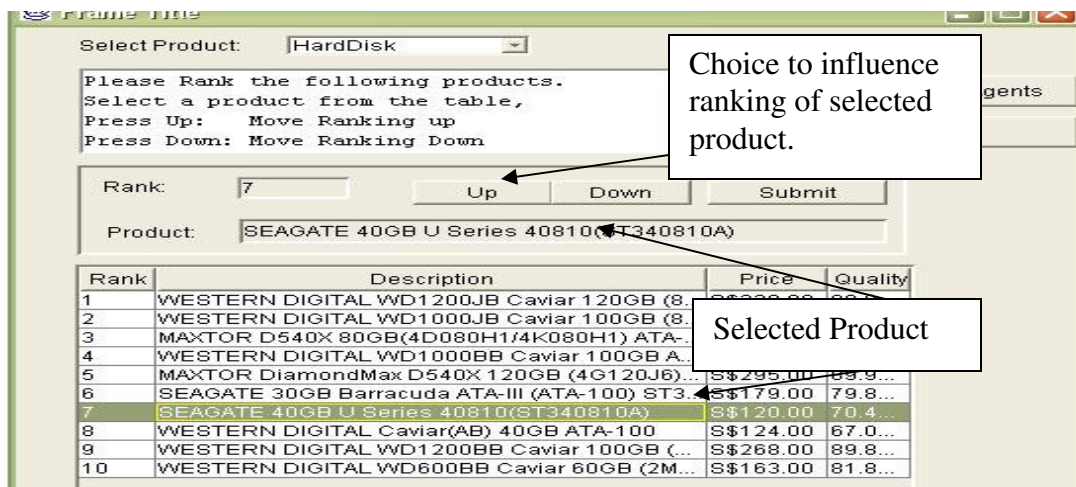 Frame Title
Select Product: HardDisk
Please Rank the following products.
Select a product from the table,
Press Up: Move Ranking up
Press Down: Move Ranking Down
Choice to influence
ranking of selected
product.
gents
Rank: 7 Up Down Submit
Product: SEAGATE 40GB U Series 40810(ST340810A)
Rank Description Price Quality
1 WESTERN DIGITAL WD1200JB Caviar 120GB (8...
2 WESTERN DIGITAL WD1000JB Caviar 100GB (8...
3 MAXTOR D540X 80GB(4D080H1/4K080H1) ATA-...
4 WESTERN DIGITAL WD1000BB Caviar 100GB A...
5 MAXTOR DiamondMax D540X 120GB (4G120J6)... S$295.00 89.9...
6 SEAGATE 30GB Barracuda ATA-III (ATA-100) ST3... S$179.00 79.8...
7 SEAGATE 40GB U Series 40810(ST340810A) S$120.00 70.4...
8 WESTERN DIGITAL Caviar(AB) 40GB ATA-100 S$124.00 67.0...
9 WESTERN DIGITAL WD1200BB Caviar 100GB (... S$268.00 89.8...
10 WESTERN DIGITAL WD600BB Caviar 60GB (2M... S$163.00 81.8...
Selected Product